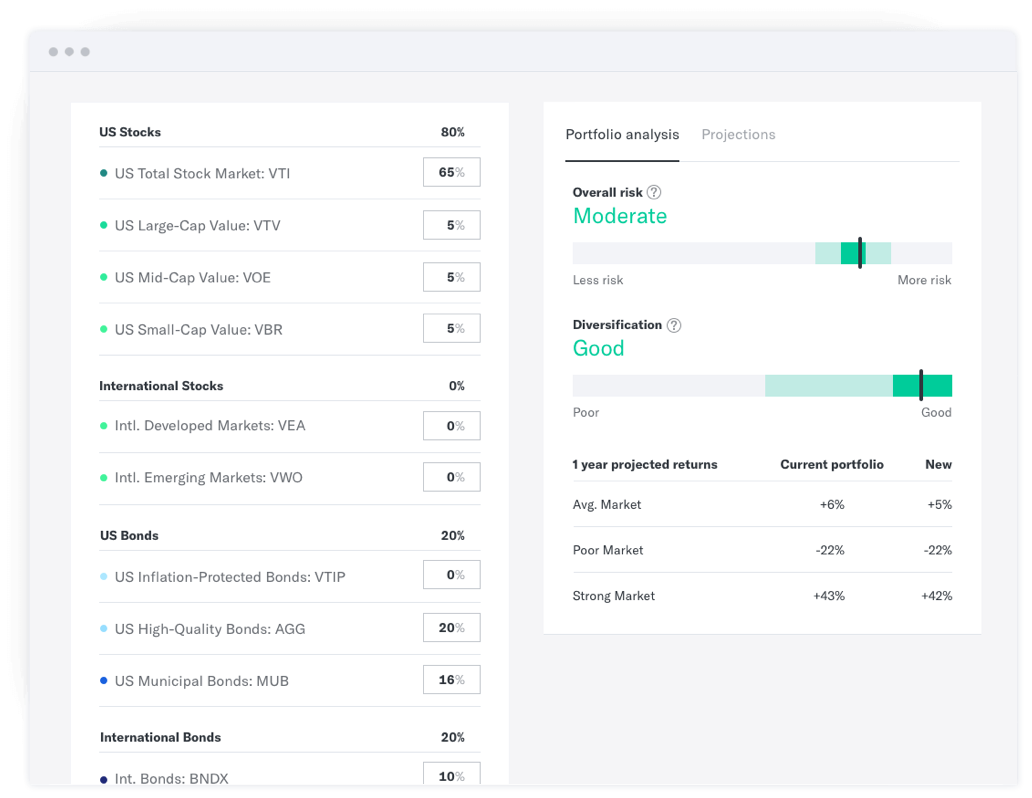 US Stocks 80%
US Total Stock Market: VTI 65%
US Large-Cap Value: VTV 5%
US Mid-Cap Value: VOE 5%
US Small-Cap Value: VBR 5%
International Stocks 0%
Intl. Developed Markets: VEA 0%
Intl. Emerging Markets: VWO 0%
US Bonds 20%
US Inflation-Protected Bonds: VTIP 0%
US High-Quality Bonds: AGG 20%
US Municipal Bonds: MUB 16%
International Bonds 20%
Int. Bonds: BNDX 10%
Portfolio analysis Projections
Overall risk ?
Moderate
Less risk More risk
Diversification ?
Good
Poor Good
1 year projected returns Current portfolio New
Avg. Market +6% +5%
Poor Market -22% -22%
Strong Market +43% +42%